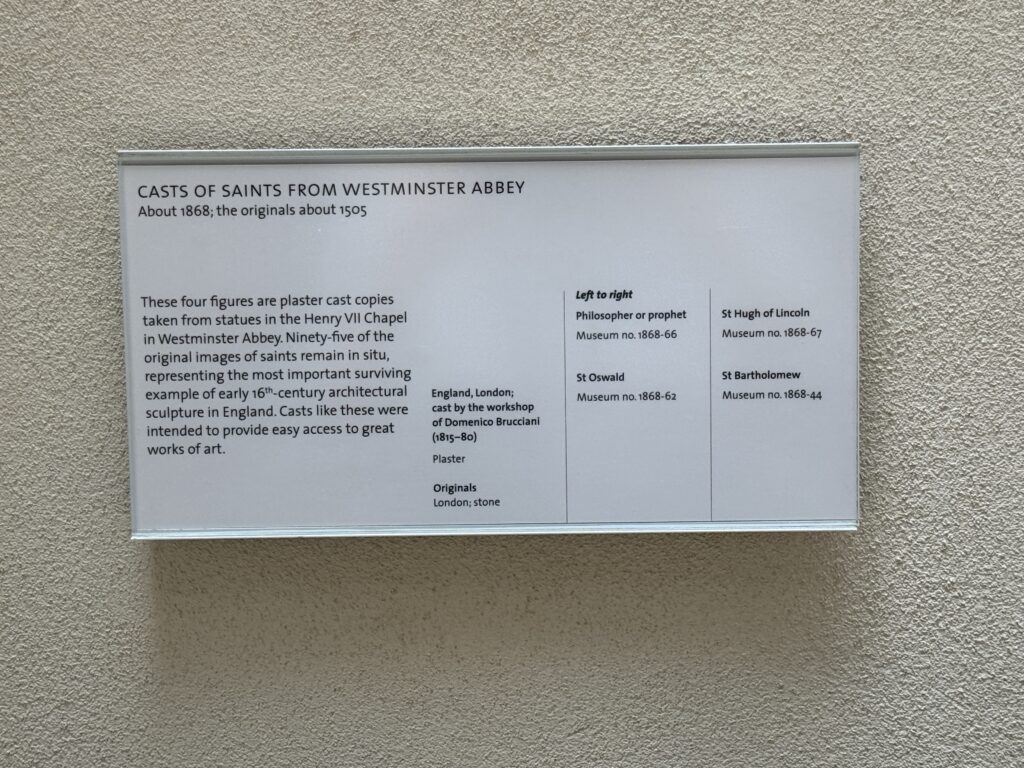 CASTS OF SAINTS FROM WESTMINSTER ABBEY
About 1868; the originals about 1505
These four figures are plaster cast copies
taken from statues in the Henry VII Chapel
in Westminster Abbey. Ninety-five of the
original images of saints remain in situ,
representing the most important surviving
example of early 16th-century architectural
sculpture in England. Casts like these were
intended to provide easy access to great
works of art.
England, London;
cast by the workshop
of Domenico Brucciani
(1815–80)
Plaster
Originals
London; stone
Left to right
Philosopher or prophet
Museum no. 1868-66
St Oswald
Museum no. 1868-62
St Hugh of Lincoln
Museum no. 1868-67
St Bartholomew
Museum no. 1868-44